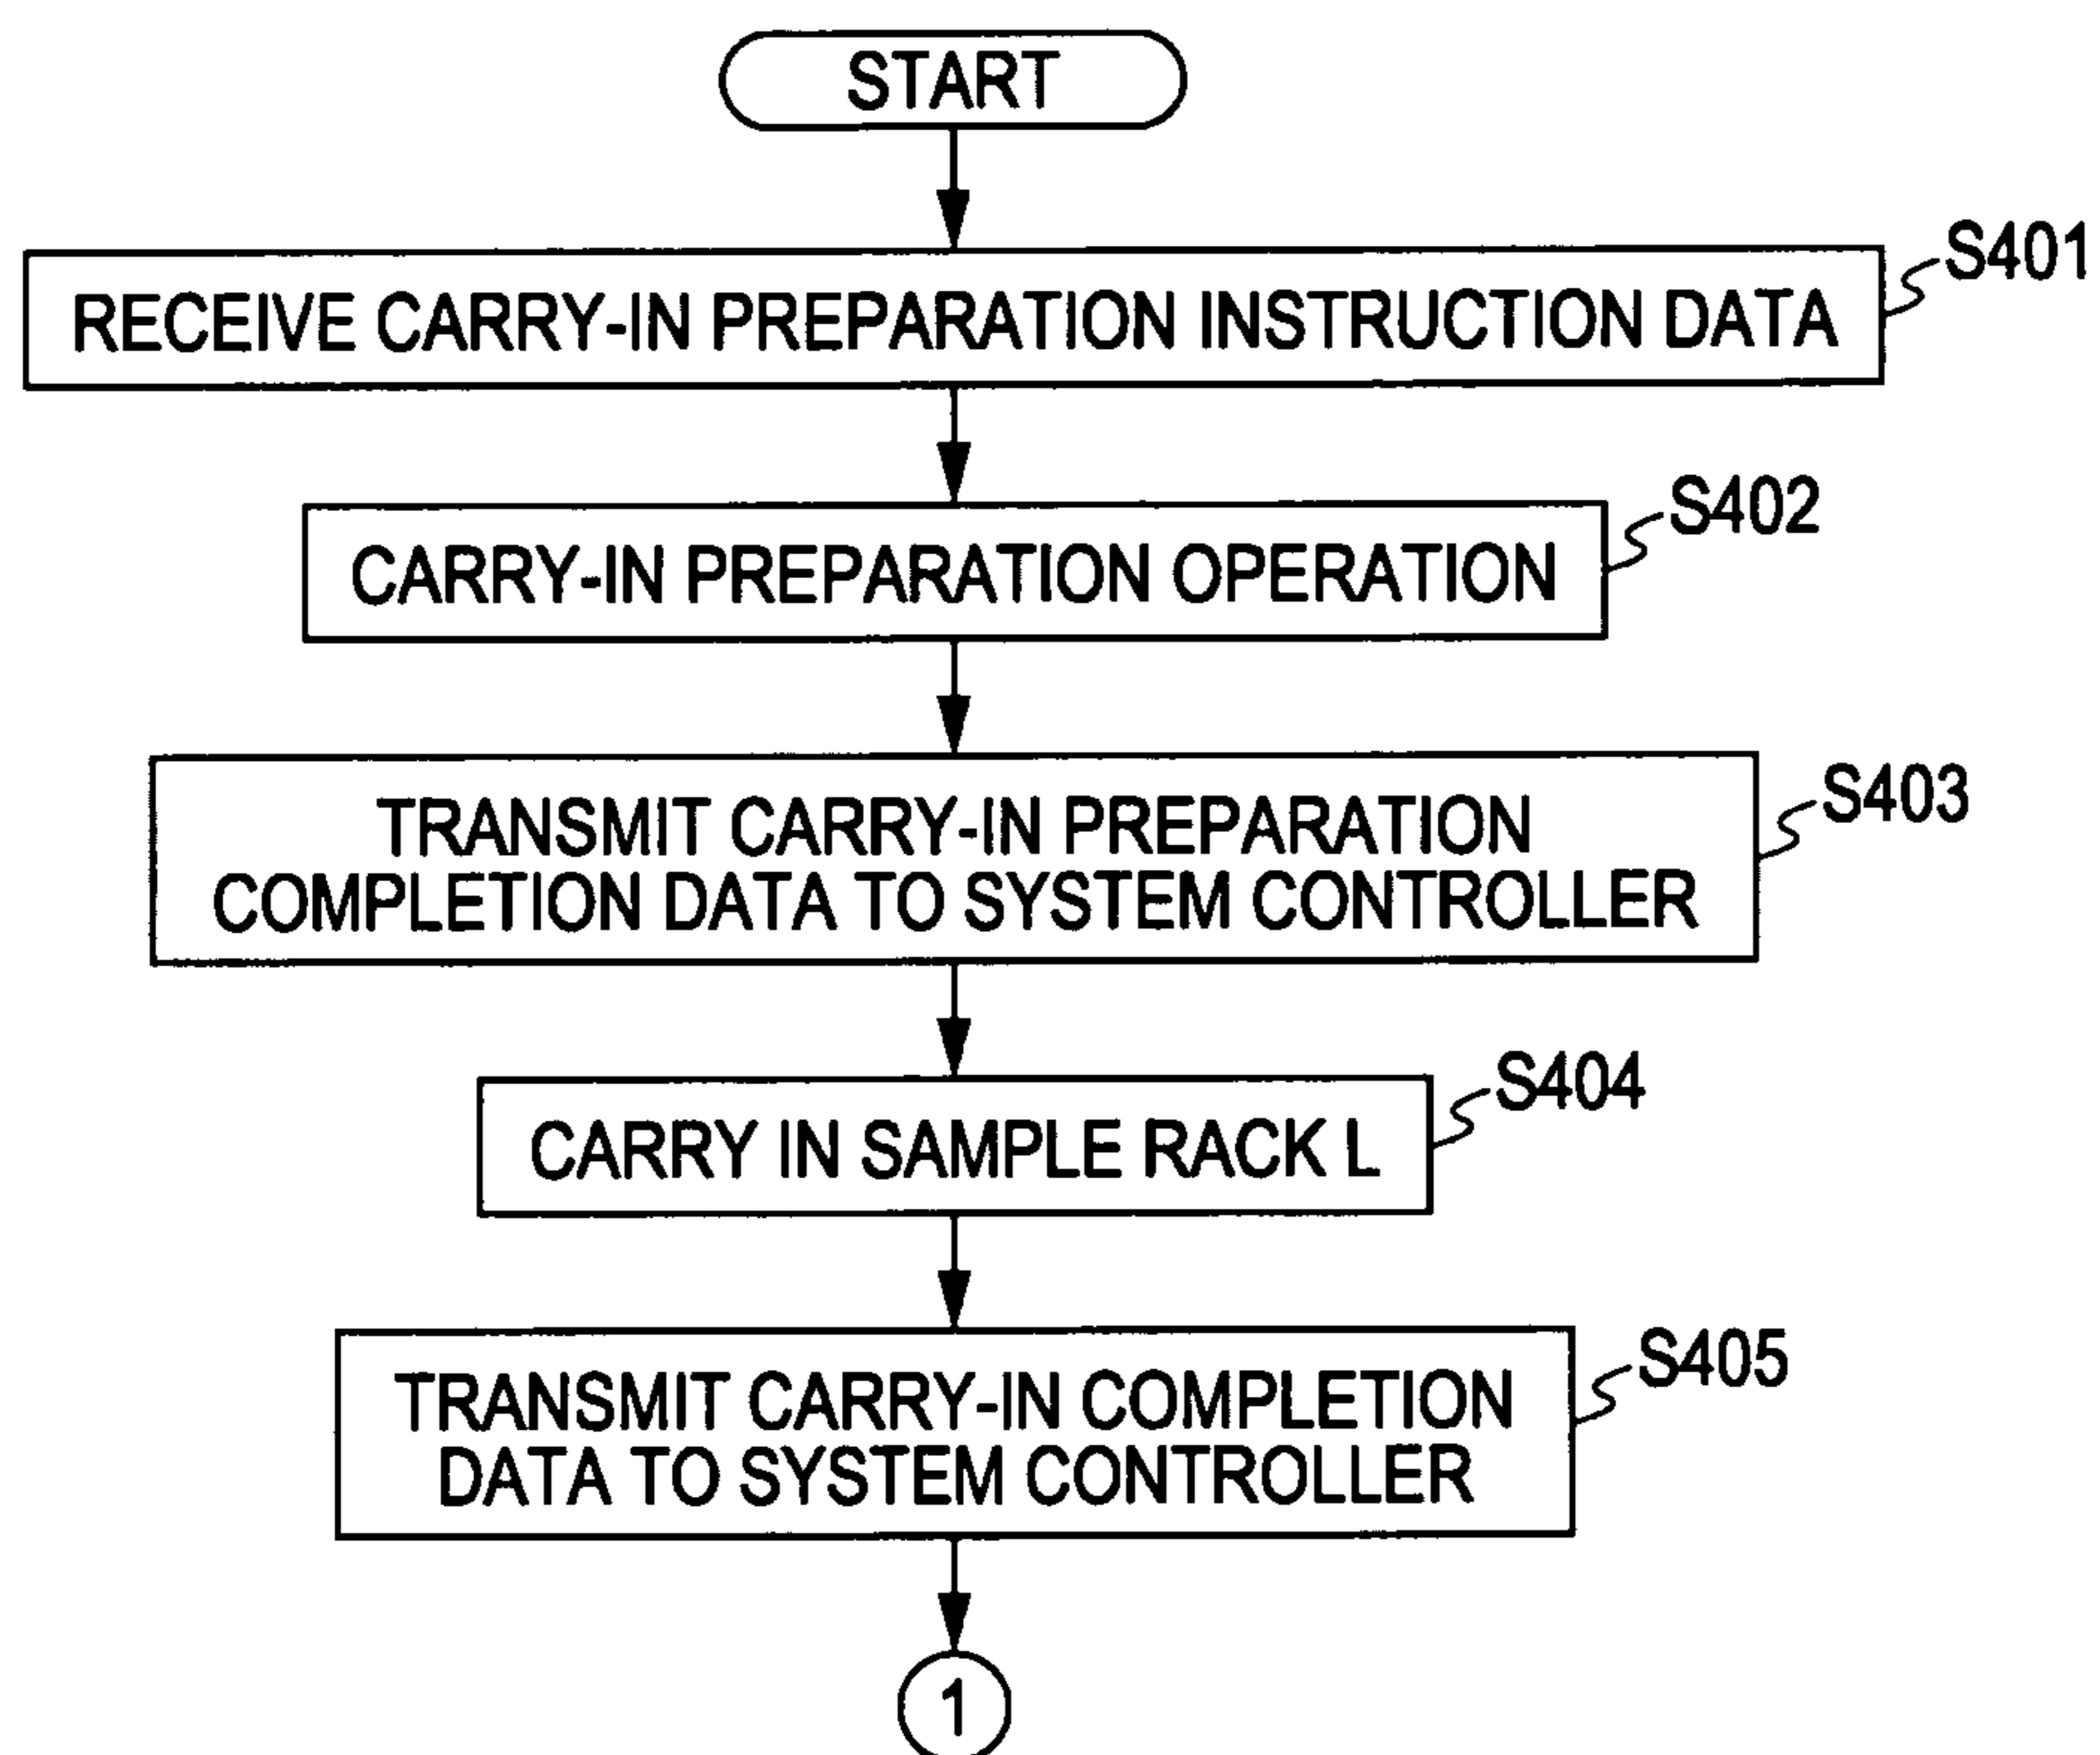 START
S401
RECEIVE CARRY-IN PREPARATION INSTRUCTION DATA
S402
CARRY-IN PREPARATION OPERATION
S403
TRANSMIT CARRY-IN PREPARATION
COMPLETION DATA TO SYSTEM CONTROLLER
S404
CARRY IN SAMPLE RACK L
S405
TRANSMIT CARRY-IN COMPLETION
DATA TO SYSTEM CONTROLLER
1